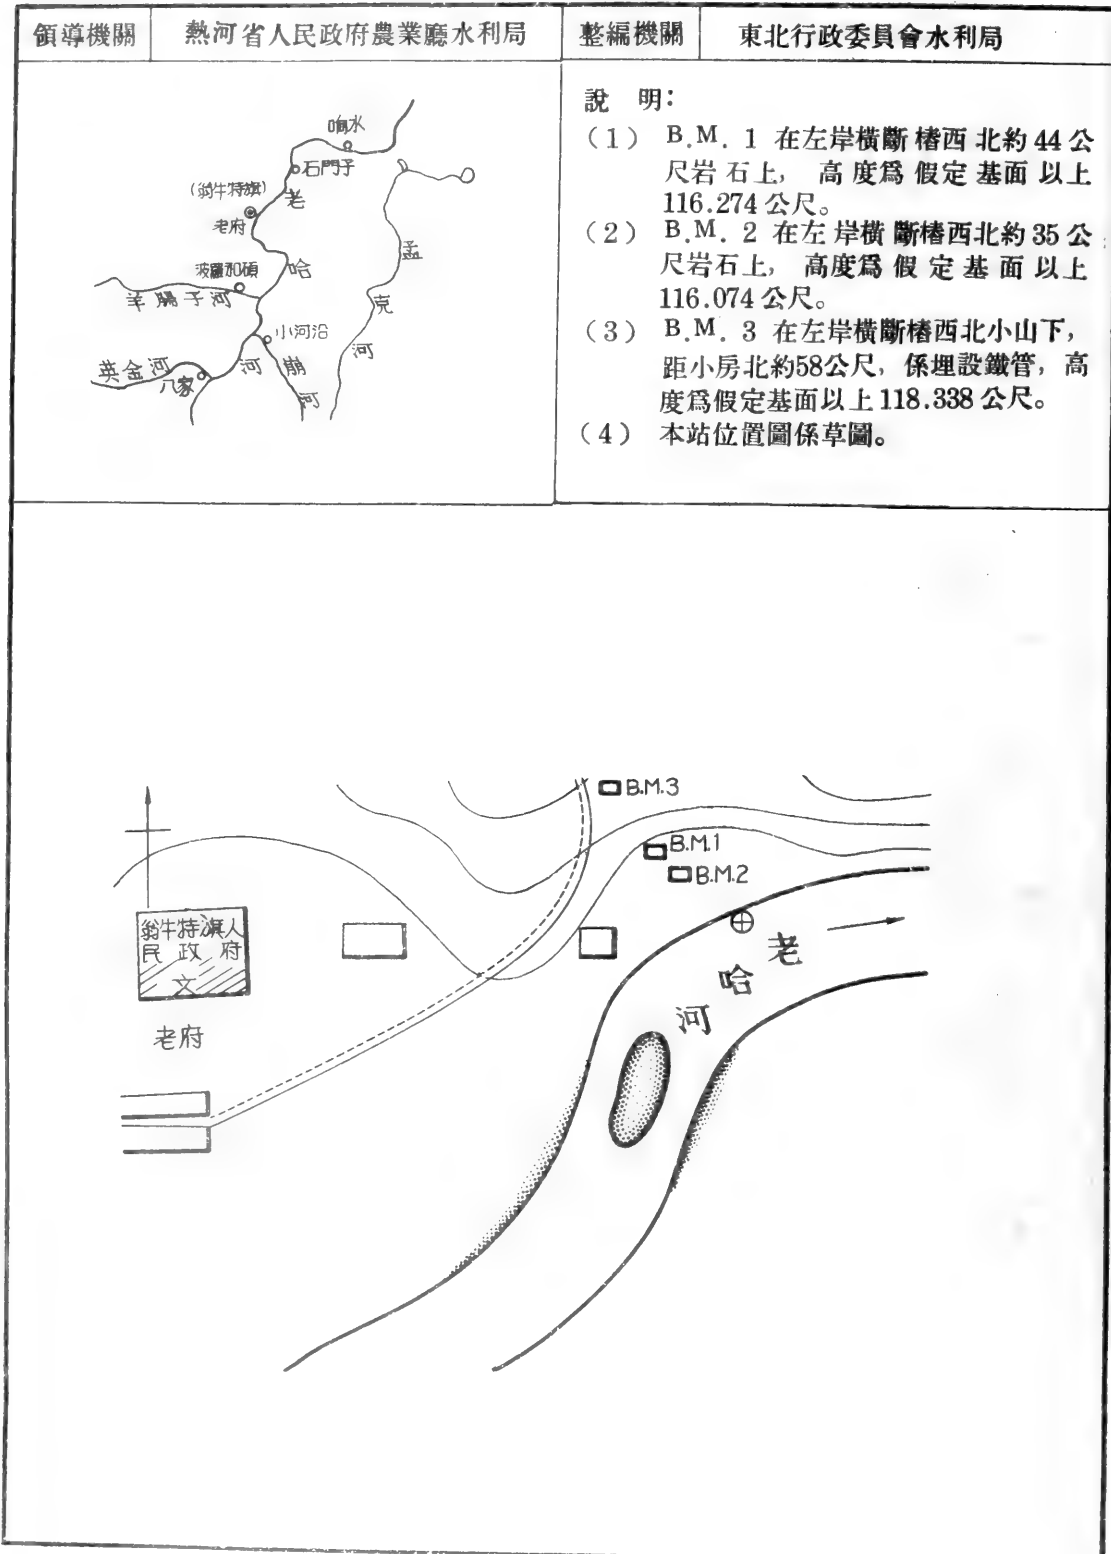 領導機關 熱河省人民政府農業廳水利局 整編機關 東北行政委員會水利局
响水
石門子
(翁牛特旗)
老府
波羅和碩
羊腸子河
小河沿
英金河
八家
老哈河
崩河
孟克河
說 明:
(1) B.M. 1 在左岸橫斷樁西北約44公
尺岩石上, 高度爲假定基面以上
116.274公尺。
(2) B.M. 2 在左岸橫斷樁西北約35公
尺岩石上, 高度爲假定基面以上
116.074公尺。
(3) B.M. 3 在左岸橫斷樁西北小山下,
距小房北約58公尺, 係埋設鐵管, 高
度爲假定基面以上118.338公尺。
(4) 本站位置圖係草圖。
B.M.3
B.M.1
B.M.2
翁牛特旗人
民政府
文
老府
老哈河